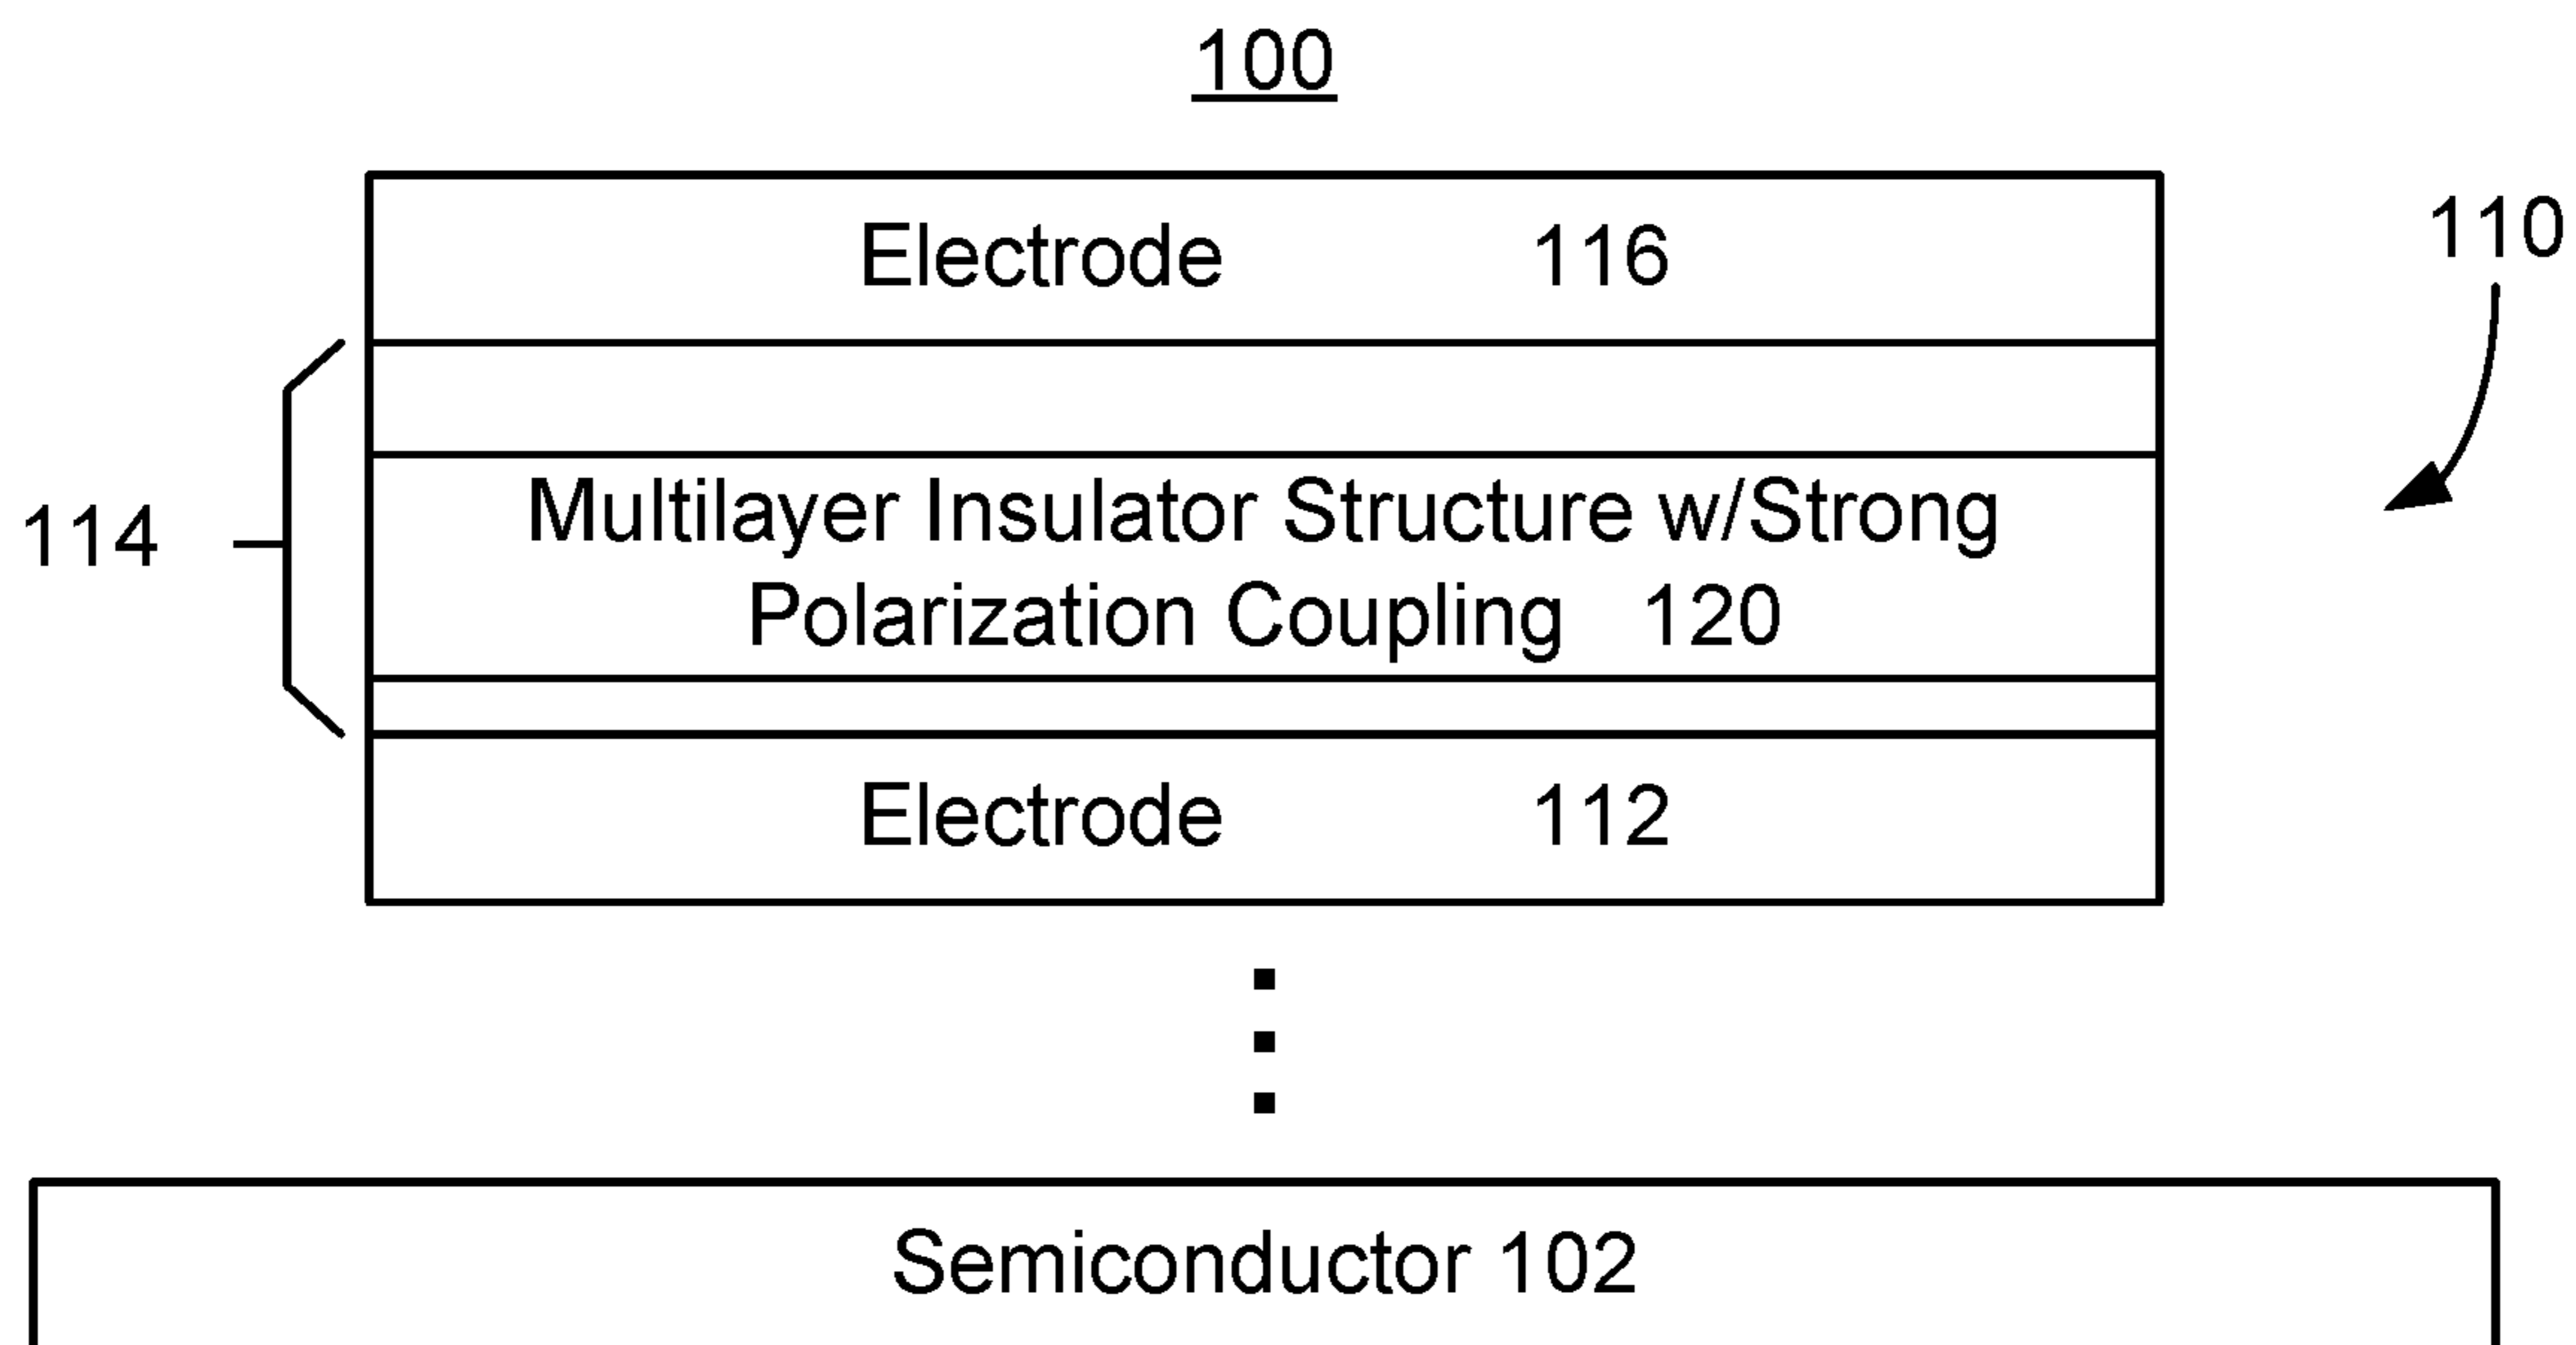 100
Electrode 116
110
Multilayer Insulator Structure w/Strong
114
Polarization Coupling 120
Electrode 112
Semiconductor 102